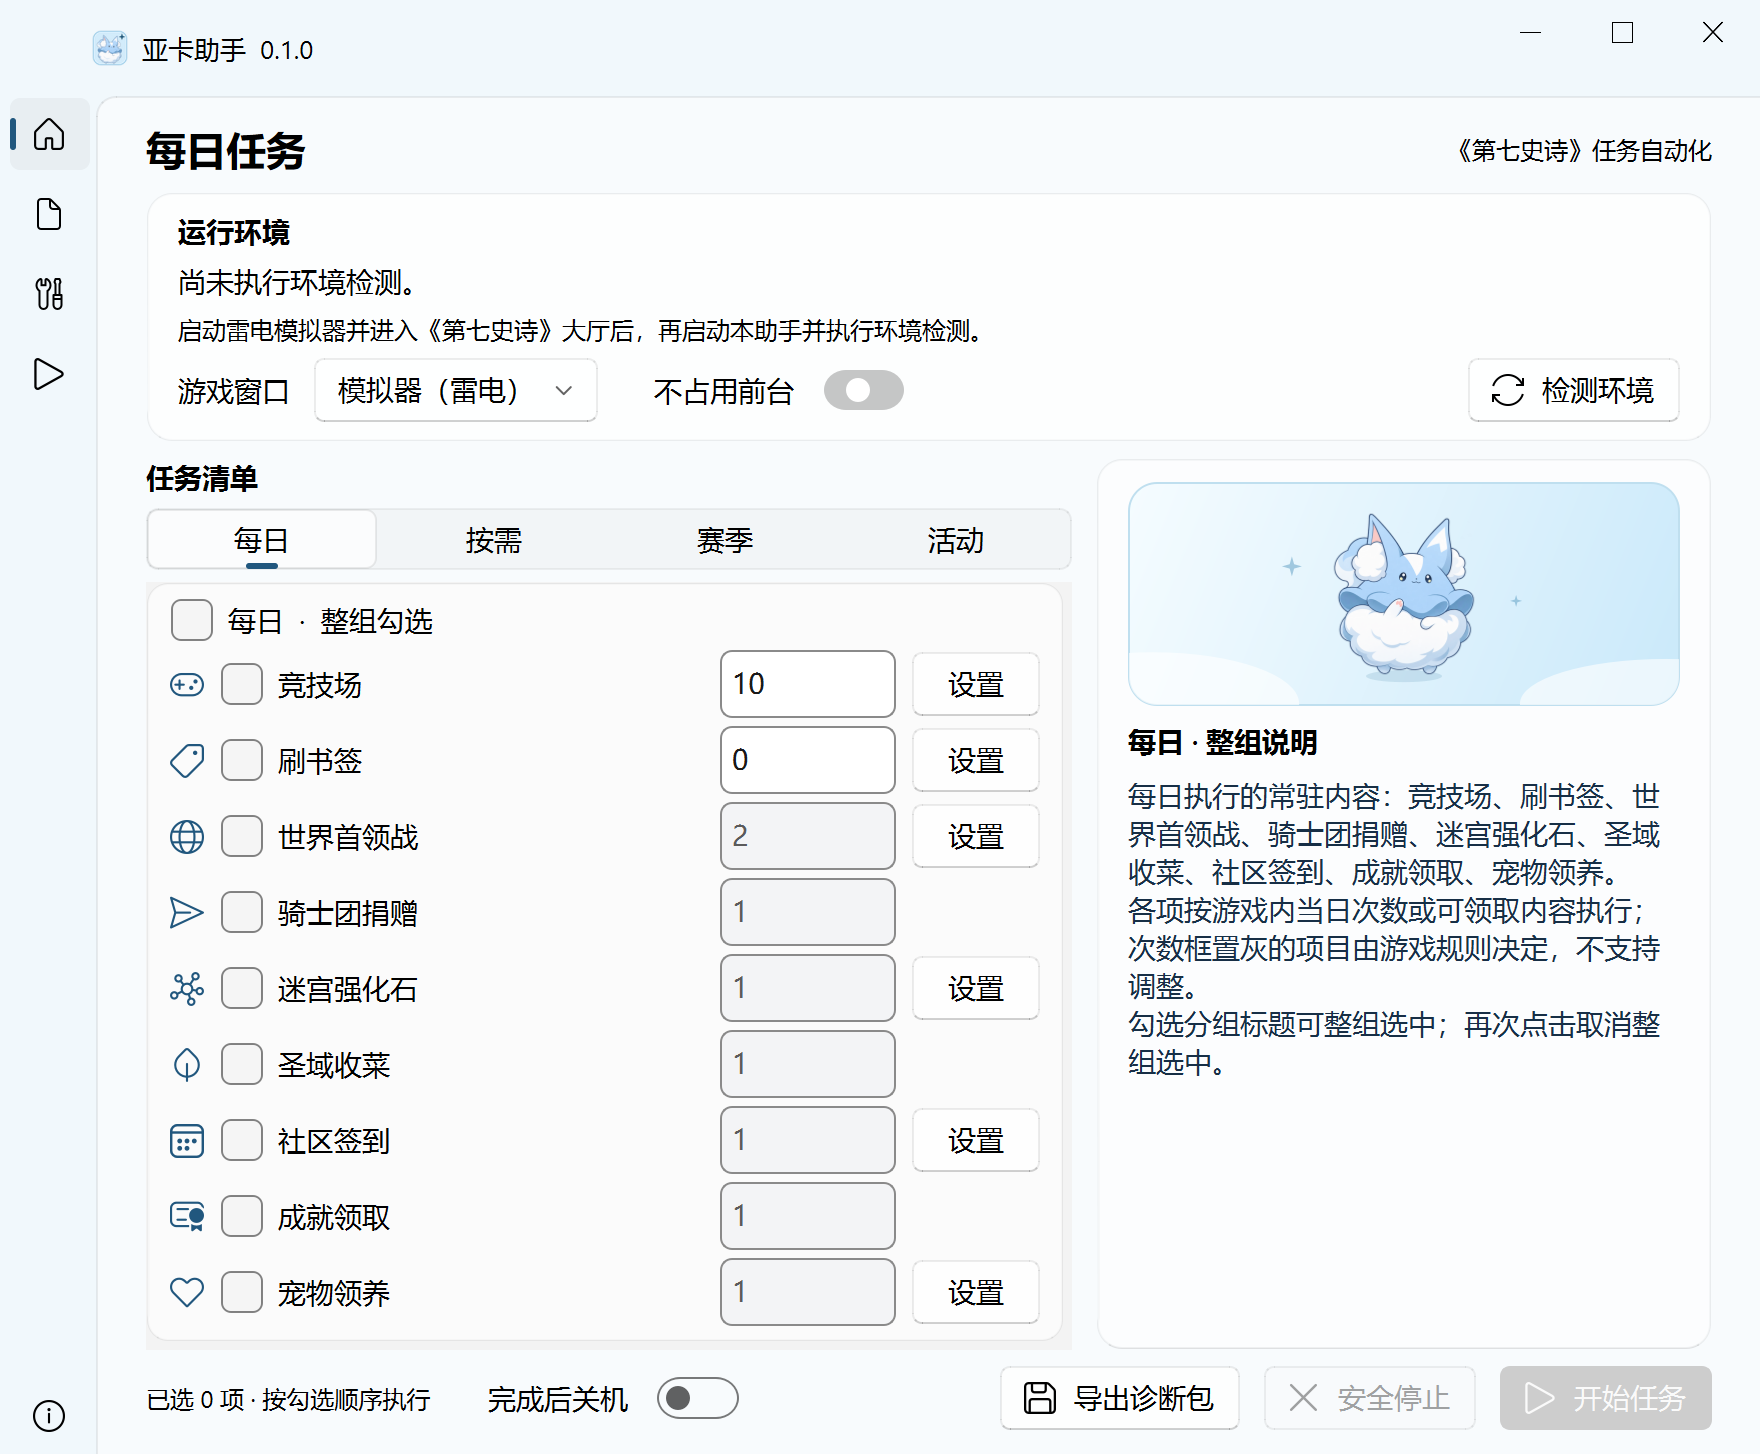 亚卡助手 0.1.0
每日任务
《第七史诗》任务自动化
运行环境
尚未执行环境检测。
启动雷电模拟器并进入《第七史诗》大厅后，再启动本助手并执行环境检测。
游戏窗口 模拟器（雷电） 不占用前台 检测环境
任务清单
每日 按需 赛季 活动
每日 · 整组勾选
竞技场 10 设置
刷书签 0 设置
世界首领战 2 设置
骑士团捐赠 1
迷宫强化石 1 设置
圣域收菜 1
社区签到 1 设置
成就领取 1
宠物领养 1 设置
每日 · 整组说明
每日执行的常驻内容：竞技场、刷书签、世
界首领战、骑士团捐赠、迷宫强化石、圣域
收菜、社区签到、成就领取、宠物领养。
各项按游戏内当日次数或可领取内容执行；
次数框置灰的项目由游戏规则决定，不支持
调整。
勾选分组标题可整组选中；再次点击取消整
组选中。
已选 0 项 · 按勾选顺序执行 完成后关机 导出诊断包 安全停止 开始任务